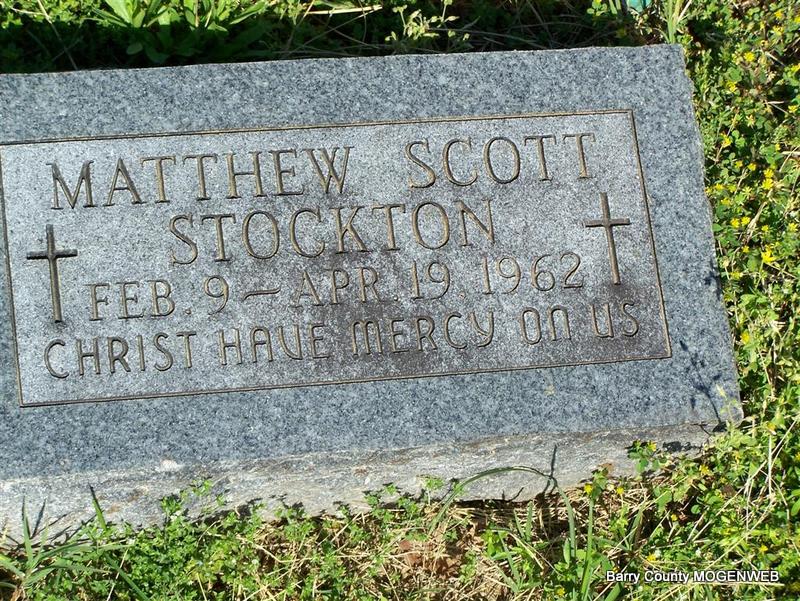 MATTHEW SCOTT
STOCKTON
FEB. 9 – APR. 19, 1962
CHRIST HAVE MERCY ON US
Barry County MOGENWEB